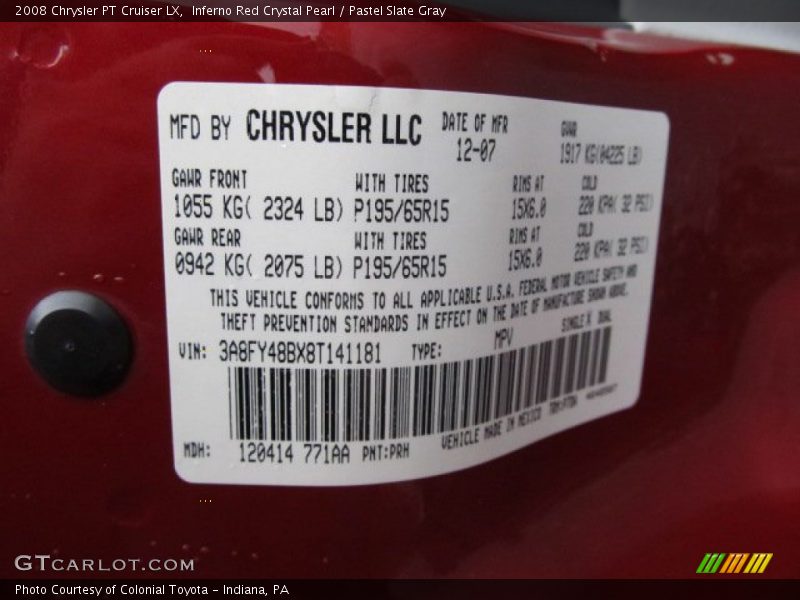 2008 Chrysler PT Cruiser LX, Inferno Red Crystal Pearl / Pastel Slate Gray
MFD BY CHRYSLER LLC DATE OF MFR GVWR
12-07 1917 KG(04225 LB)
GAWR FRONT WITH TIRES RIMS AT COLD
1055 KG( 2324 LB) P195/65R15 15X6.0 220 KPA( 32 PSI)
GAWR REAR WITH TIRES RIMS AT COLD
0942 KG( 2075 LB) P195/65R15 15X6.0 220 KPA( 32 PSI)
THIS VEHICLE CONFORMS TO ALL APPLICABLE U.S.A. FEDERAL MOTOR VEHICLE SAFETY AND
THEFT PREVENTION STANDARDS IN EFFECT ON THE DATE OF MANUFACTURE SHOWN ABOVE.
VIN: 3A8FY48BX8T141181 TYPE: MPV SINGLE X DUAL
MDH: 120414 771AA PNT:PRH VEHICLE MADE IN MEXICO
GTCARLOT.COM
Photo Courtesy of Colonial Toyota - Indiana, PA